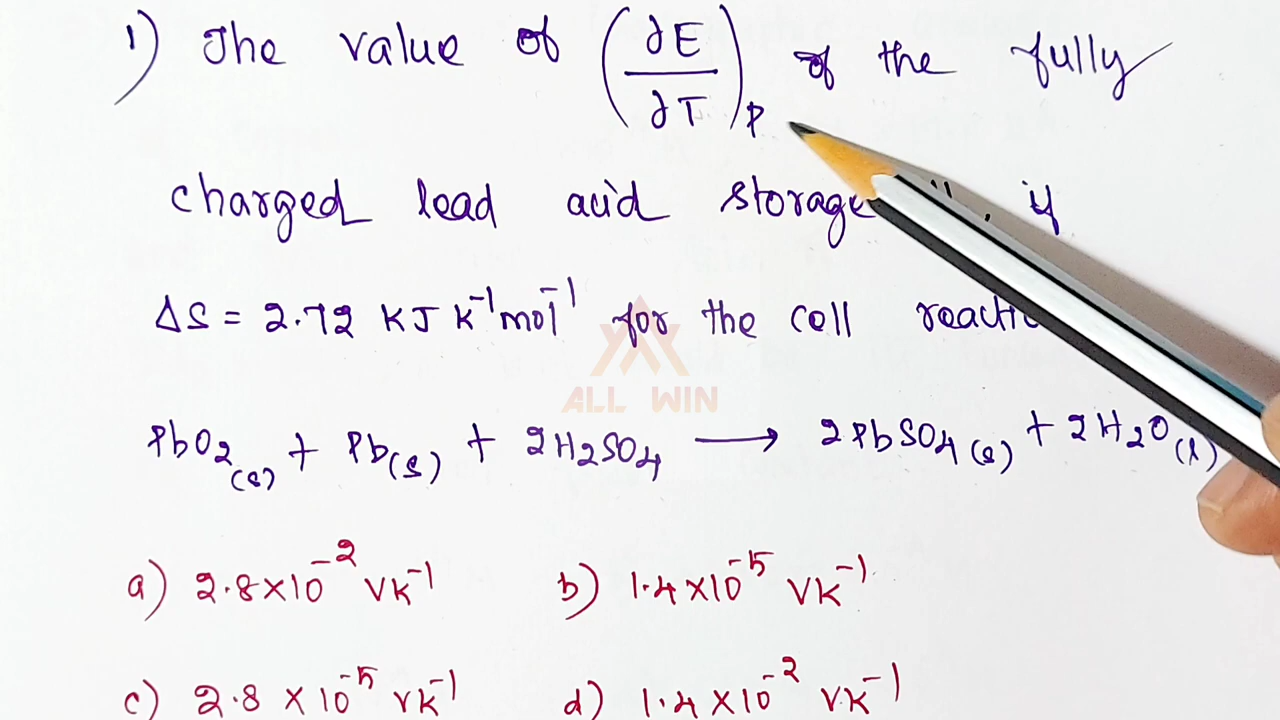 1) The value of (∂E/∂T)P of the fully
charged lead acid storage if
ΔS = 2.72 KJ K⁻¹ mol⁻¹ for the cell
PbO₂(s) + Pb(s) + 2H₂SO₄ → 2PbSO₄(s) + 2H₂O(l)
ALL WIN
a) 2.8×10⁻² VK⁻¹ b) 1.4×10⁻⁵ VK⁻¹
c) 2.8×10⁻⁵ VK⁻¹ d) 1.4×10⁻² VK⁻¹